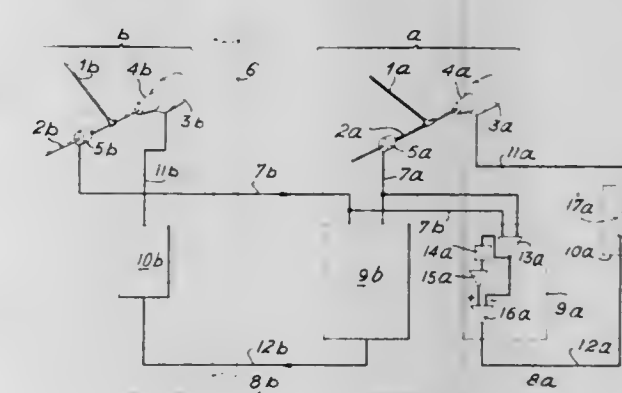 b a
1b 4b 6 1a 4a
2b 5b 3b 2a 5a 3a
11b 7b 7a 11a
7b 17a
10b 9b 14a 13a 10a
15a
+ - 16a 9a
12b 12a
8b 8a